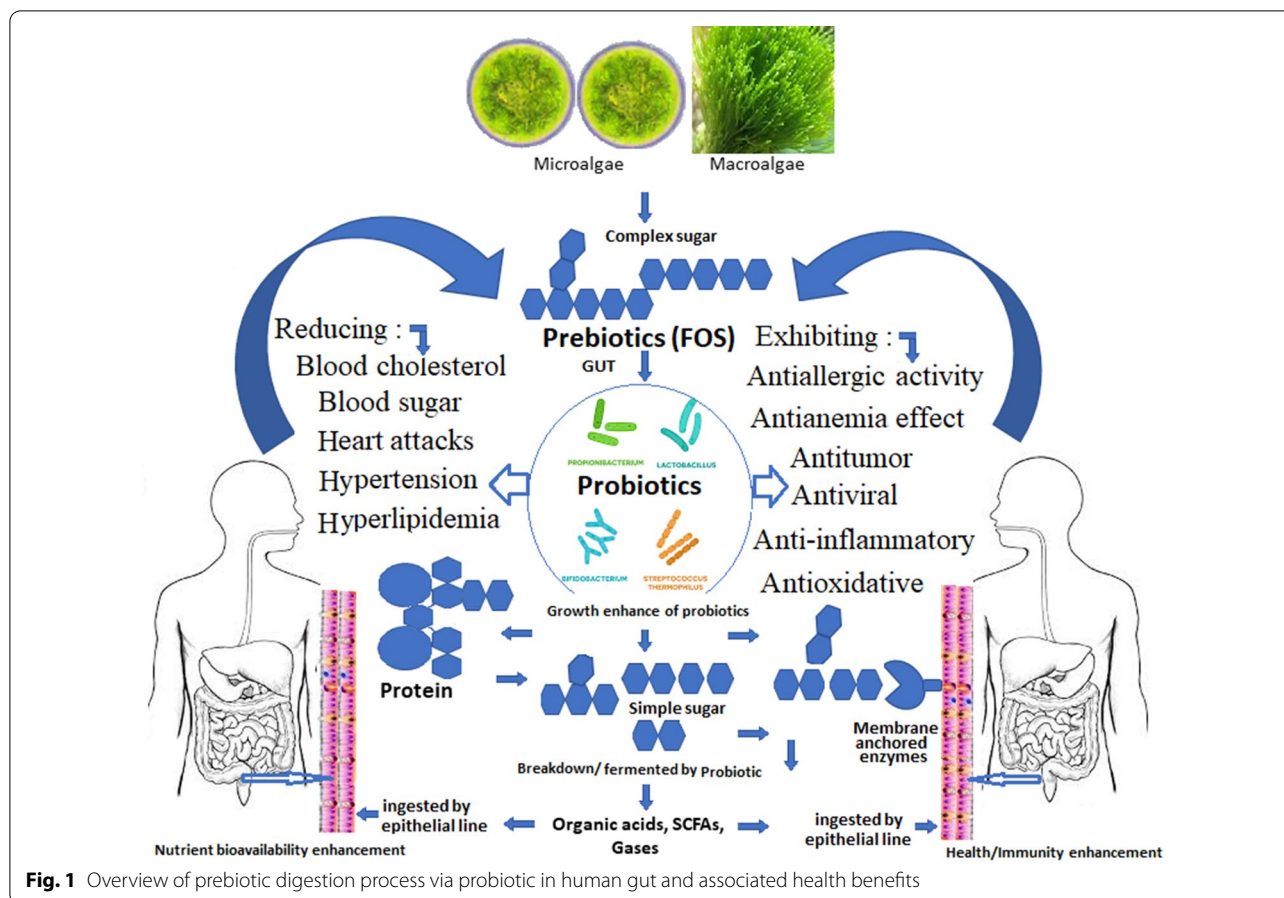 Microalgae
Macroalgae
Complex sugar
Prebiotics (FOS)
GUT
Reducing :
Blood cholesterol
Blood sugar
Heart attacks
Hypertension
Hyperlipidemia
Exhibiting :
Antiallergic activity
Antianemia effect
Antitumor
Antiviral
Anti-inflammatory
Antioxidative
PROPIONIBACTERIUM
LACTOBACILLUS
Probiotics
BIFIDOBACTERIUM
STREPTOCOCCUS
THERMOPHILUS
Growth enhance of probiotics
Protein
Simple sugar
Membrane
anchored
enzymes
Breakdown/ fermented by Probiotic
ingested by
epithelial line
Organic acids, SCFAs,
Gases
ingested by
epithelial line
Nutrient bioavailability enhancement
Health/Immunity enhancement
Fig. 1 Overview of prebiotic digestion process via probiotic in human gut and associated health benefits